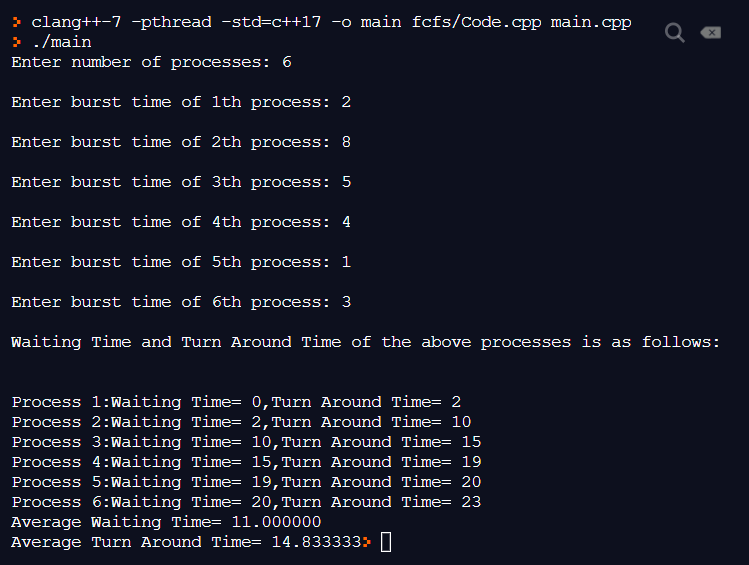 > clang++-7 -pthread -std=c++17 -o main fcfs/Code.cpp main.cpp
> ./main
Enter number of processes: 6
Enter burst time of 1th process: 2
Enter burst time of 2th process: 8
Enter burst time of 3th process: 5
Enter burst time of 4th process: 4
Enter burst time of 5th process: 1
Enter burst time of 6th process: 3
Waiting Time and Turn Around Time of the above processes is as follows:
Process 1:Waiting Time= 0,Turn Around Time= 2
Process 2:Waiting Time= 2,Turn Around Time= 10
Process 3:Waiting Time= 10,Turn Around Time= 15
Process 4:Waiting Time= 15,Turn Around Time= 19
Process 5:Waiting Time= 19,Turn Around Time= 20
Process 6:Waiting Time= 20,Turn Around Time= 23
Average Waiting Time= 11.000000
Average Turn Around Time= 14.833333>